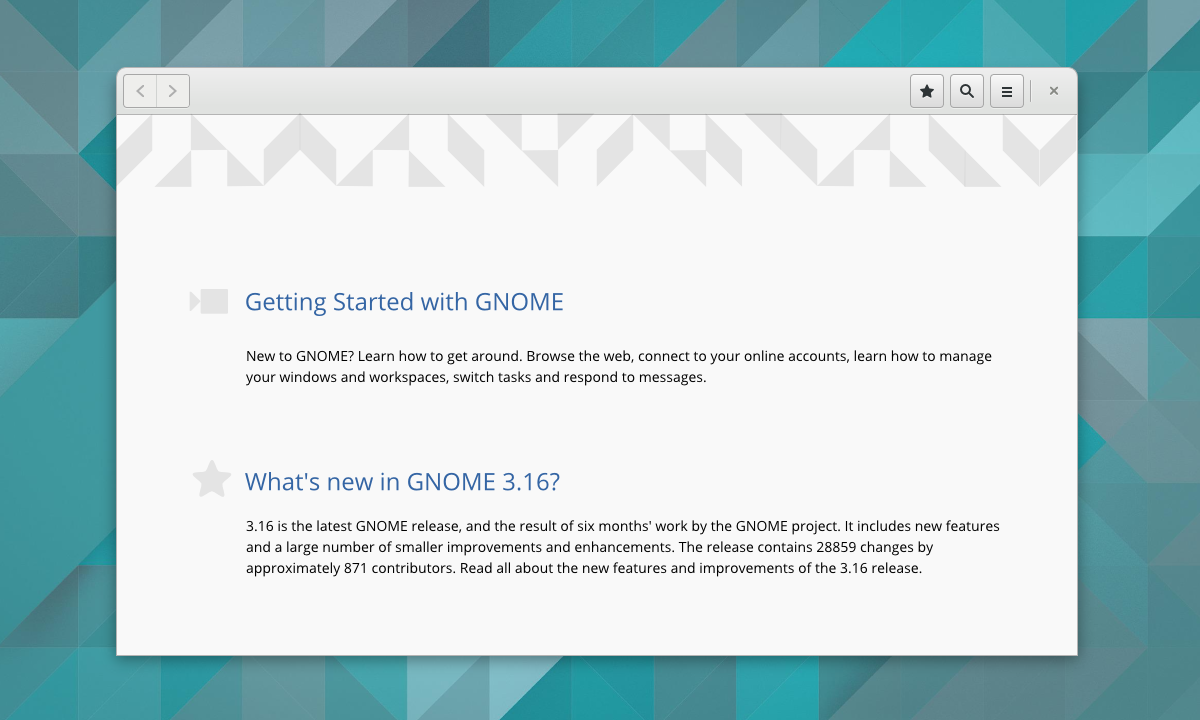 Getting Started with GNOME
New to GNOME? Learn how to get around. Browse the web, connect to your online accounts, learn how to manage
your windows and workspaces, switch tasks and respond to messages.
What's new in GNOME 3.16?
3.16 is the latest GNOME release, and the result of six months' work by the GNOME project. It includes new features
and a large number of smaller improvements and enhancements. The release contains 28859 changes by
approximately 871 contributors. Read all about the new features and improvements of the 3.16 release.